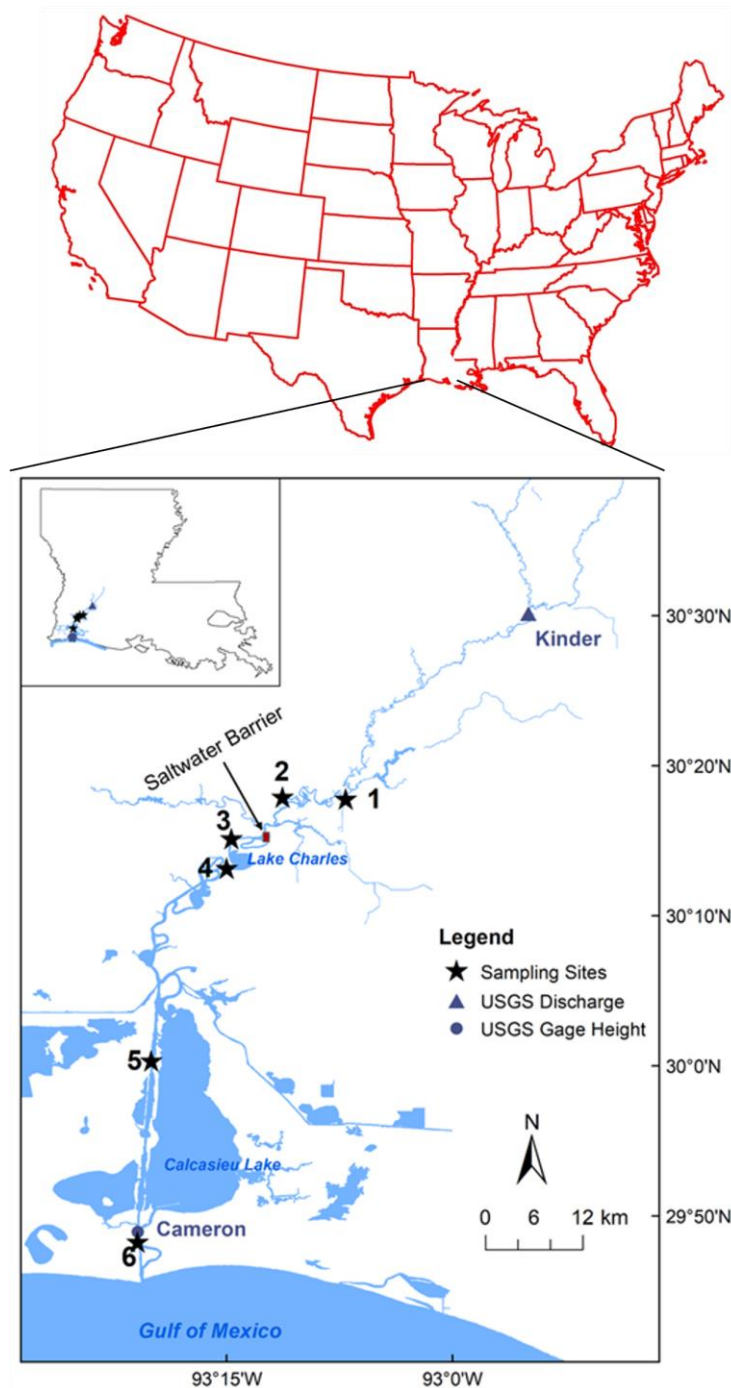 30°30'N
Kinder
Saltwater Barrier
30°20'N
2
1
3
Lake Charles
4
30°10'N
Legend
Sampling Sites
USGS Discharge
USGS Gage Height
5
30°0'N
N
Calcasieu Lake
0 6 12 km
29°50'N
Cameron
6
Gulf of Mexico
93°15'W
93°0'W